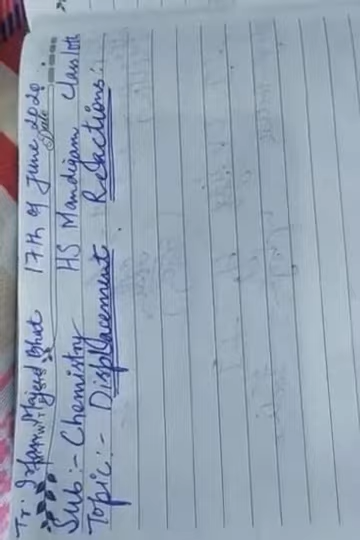 Tr: Irfan Majeed Bhat 17th of June 2020
Sub:- Chemistry HS Mandigam Class 10th
Topic:- Displacement Reactions: